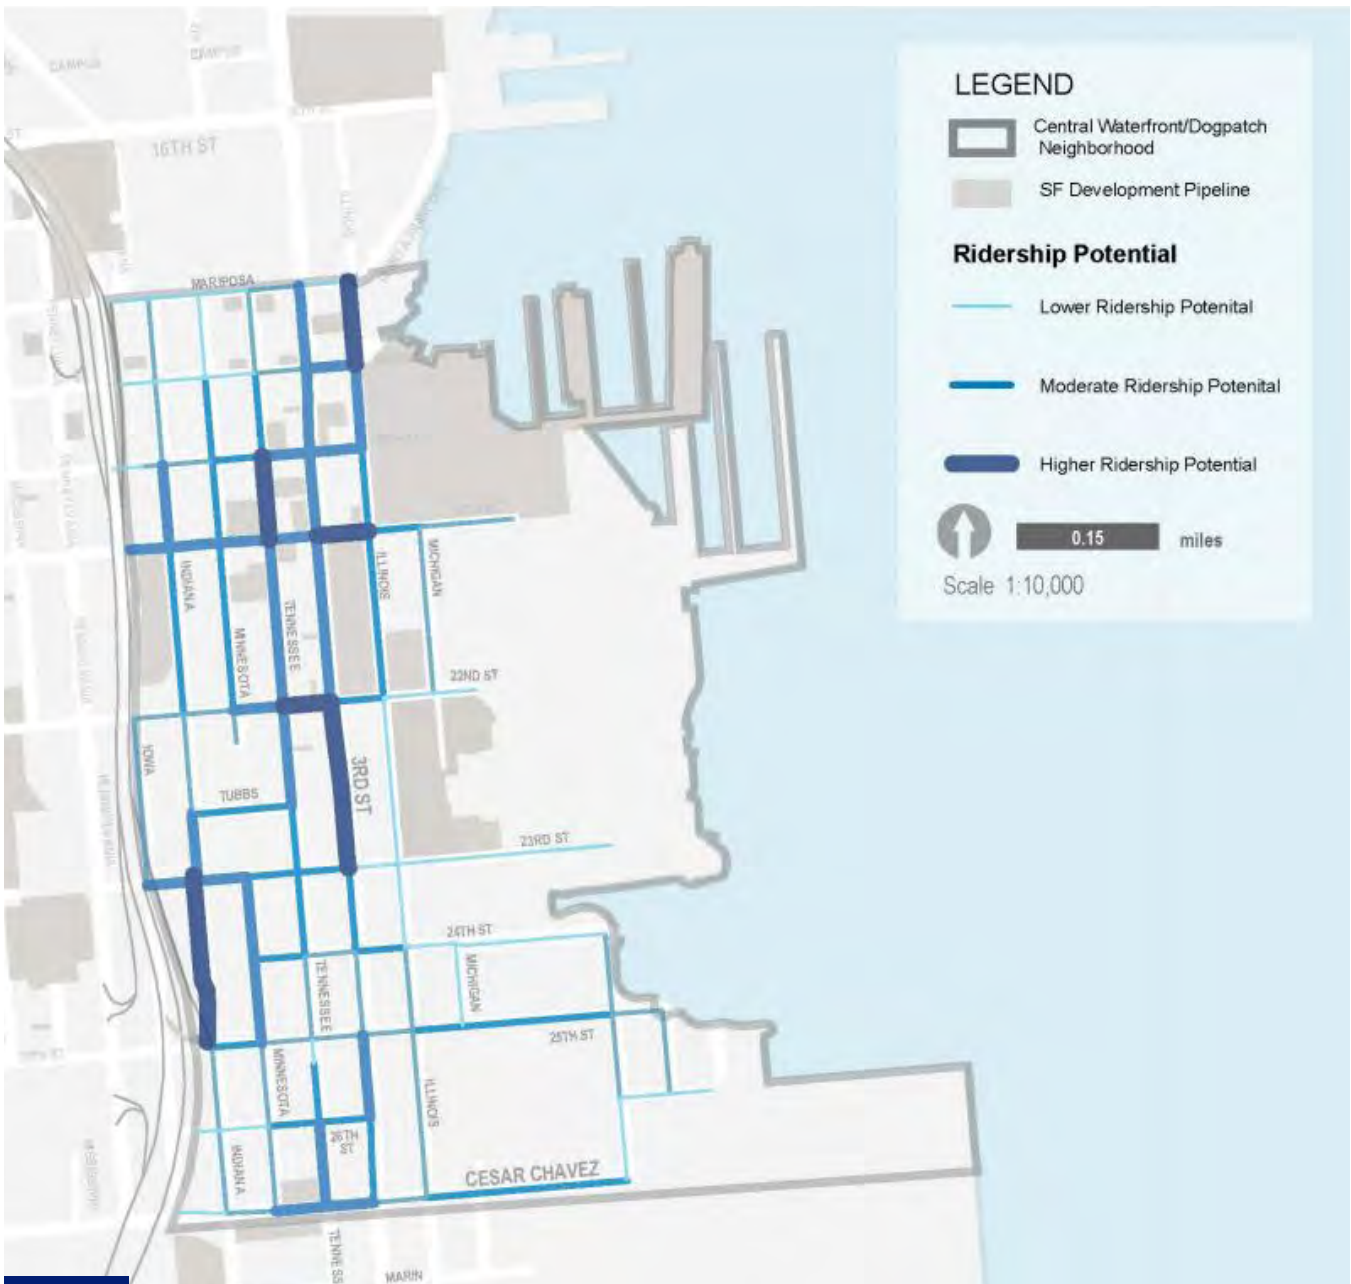 CAMPUS
CAMPUS
16TH ST
MARIPOSA
INDIANA
MINNESOTA
TENNESSEE
ILLINOIS
MICHIGAN
22ND ST
IOWA
TUBBS
3RD ST
23RD ST
24TH ST
TENNESSEE
MICHIGAN
25TH ST
MINNESOTA
ILLINOIS
26TH
ST
INDIANA
CESAR CHAVEZ
MARIN
LEGEND
Central Waterfront/Dogpatch
Neighborhood
SF Development Pipeline
Ridership Potential
Lower Ridership Potenital
Moderate Ridership Potenital
Higher Ridership Potential
0.15
miles
Scale 1:10,000